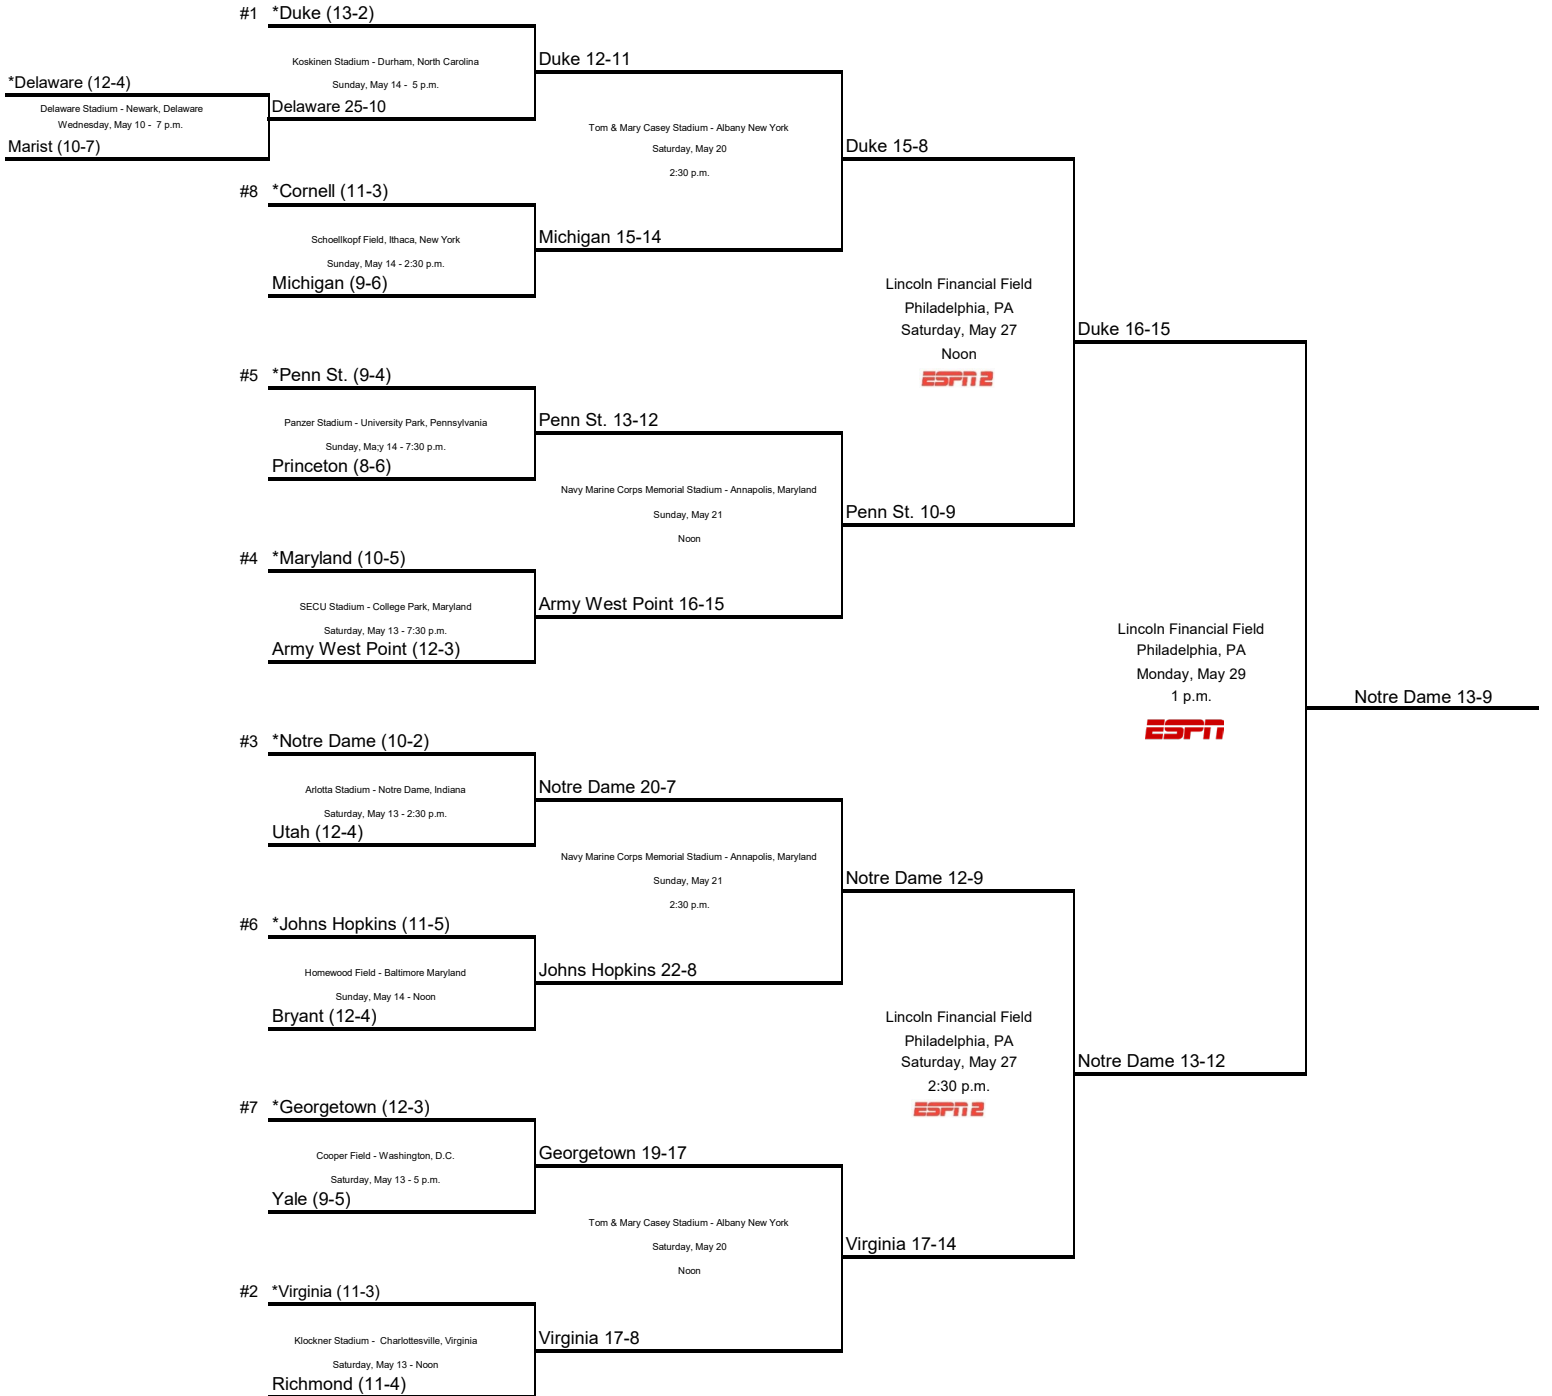 #1 *Duke (13-2)
Koskinen Stadium - Durham, North Carolina
Sunday, May 14 - 5 p.m.
Duke 12-11
*Delaware (12-4)
Delaware Stadium - Newark, Delaware
Wednesday, May 10 - 7 p.m.
Marist (10-7)
Delaware 25-10
Tom & Mary Casey Stadium - Albany New York
Saturday, May 20
2:30 p.m.
Duke 15-8
#8 *Cornell (11-3)
Schoellkopf Field, Ithaca, New York
Sunday, May 14 - 2:30 p.m.
Michigan (9-6)
Michigan 15-14
Lincoln Financial Field
Philadelphia, PA
Saturday, May 27
Noon
ESPN 2
Duke 16-15
#5 *Penn St. (9-4)
Panzer Stadium - University Park, Pennsylvania
Sunday, Ma;y 14 - 7:30 p.m.
Princeton (8-6)
Penn St. 13-12
Navy Marine Corps Memorial Stadium - Annapolis, Maryland
Sunday, May 21
Noon
Penn St. 10-9
#4 *Maryland (10-5)
SECU Stadium - College Park, Maryland
Saturday, May 13 - 7:30 p.m.
Army West Point (12-3)
Army West Point 16-15
Lincoln Financial Field
Philadelphia, PA
Monday, May 29
1 p.m.
ESPN
Notre Dame 13-9
#3 *Notre Dame (10-2)
Arlotta Stadium - Notre Dame, Indiana
Saturday, May 13 - 2:30 p.m.
Utah (12-4)
Notre Dame 20-7
Navy Marine Corps Memorial Stadium - Annapolis, Maryland
Sunday, May 21
2:30 p.m.
Notre Dame 12-9
#6 *Johns Hopkins (11-5)
Homewood Field - Baltimore Maryland
Sunday, May 14 - Noon
Bryant (12-4)
Johns Hopkins 22-8
Lincoln Financial Field
Philadelphia, PA
Saturday, May 27
2:30 p.m.
ESPN 2
Notre Dame 13-12
#7 *Georgetown (12-3)
Cooper Field - Washington, D.C.
Saturday, May 13 - 5 p.m.
Yale (9-5)
Georgetown 19-17
Tom & Mary Casey Stadium - Albany New York
Saturday, May 20
Noon
Virginia 17-14
#2 *Virginia (11-3)
Klockner Stadium - Charlottesville, Virginia
Saturday, May 13 - Noon
Richmond (11-4)
Virginia 17-8